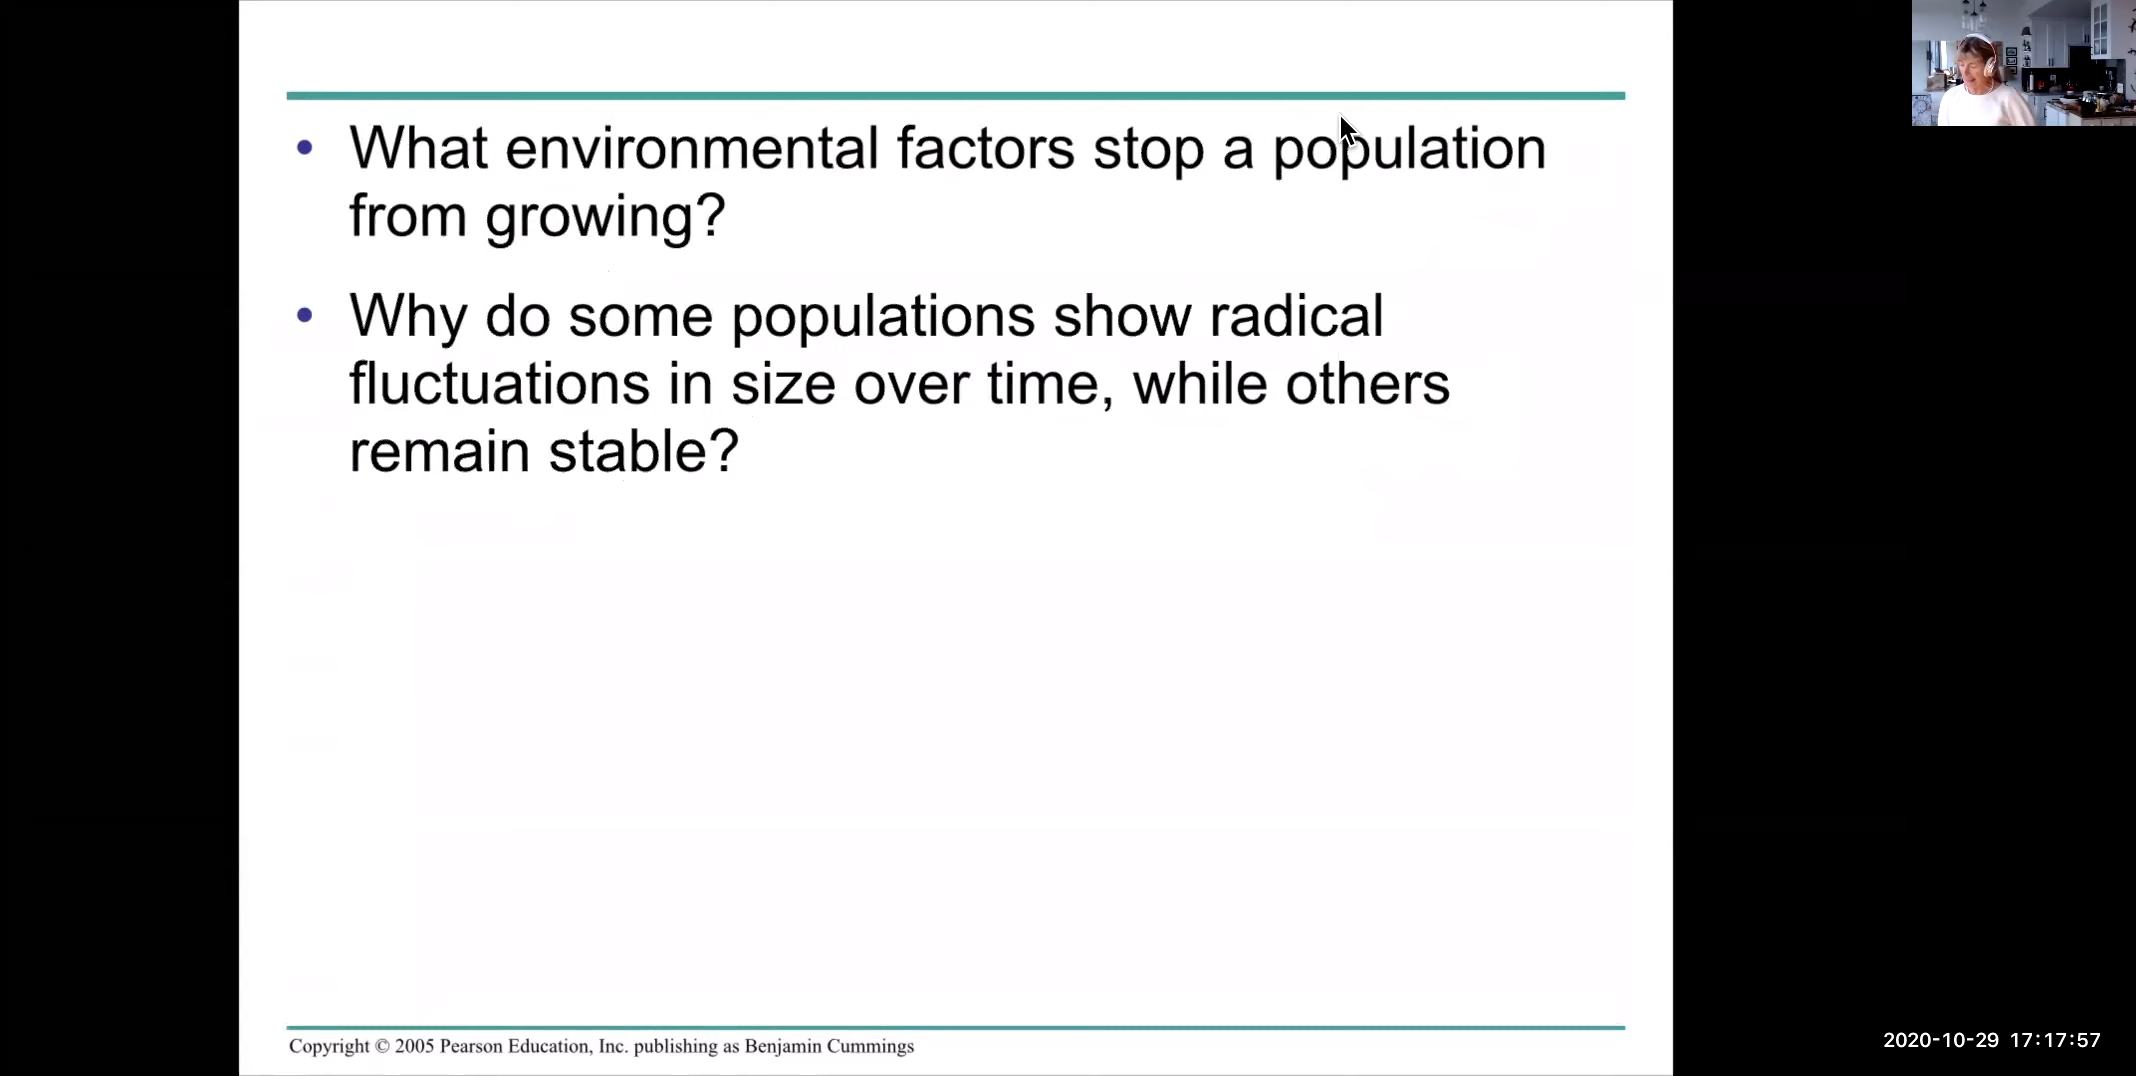 • What environmental factors stop a population
from growing?
• Why do some populations show radical
fluctuations in size over time, while others
remain stable?
Copyright © 2005 Pearson Education, Inc. publishing as Benjamin Cummings
2020-10-29 17:17:57